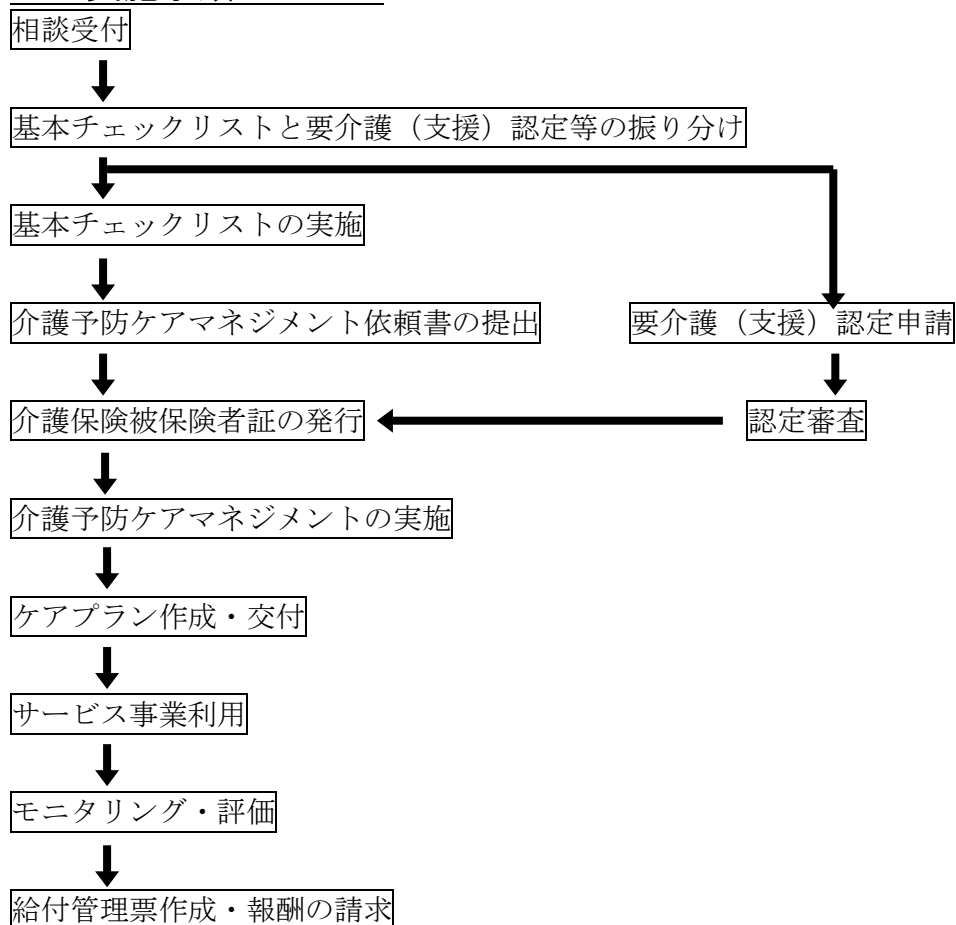 相談受付
基本チェックリストと要介護（支援）認定等の振り分け
基本チェックリストの実施
介護予防ケアマネジメント依頼書の提出
要介護（支援）認定申請
介護保険被保険者証の発行
認定審査
介護予防ケアマネジメントの実施
ケアプラン作成・交付
サービス事業利用
モニタリング・評価
給付管理票作成・報酬の請求